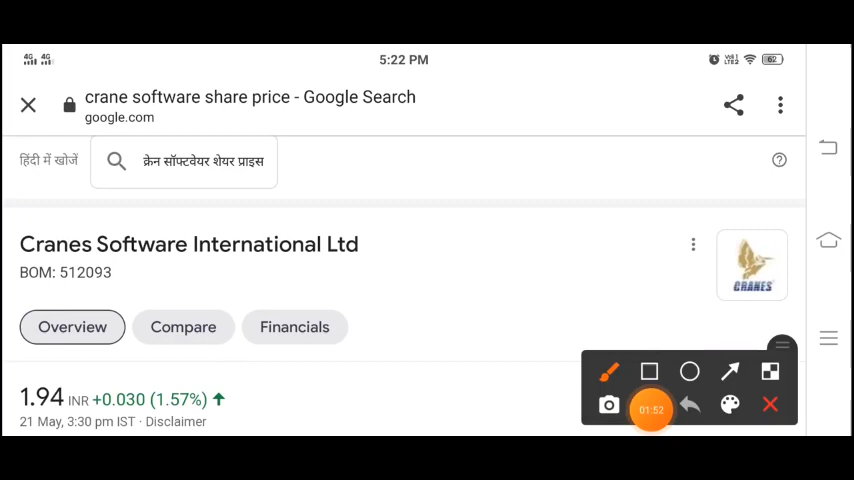 4G 4G 5:22 PM VoLTE LTE2 62
crane software share price - Google Search
google.com
हिंदी में खोजें क्रेन सॉफ्टवेयर शेयर प्राइस
Cranes Software International Ltd
BOM: 512093
CRANES
Overview Compare Financials
1.94 INR +0.030 (1.57%)
21 May, 3:30 pm IST · Disclaimer
01:52